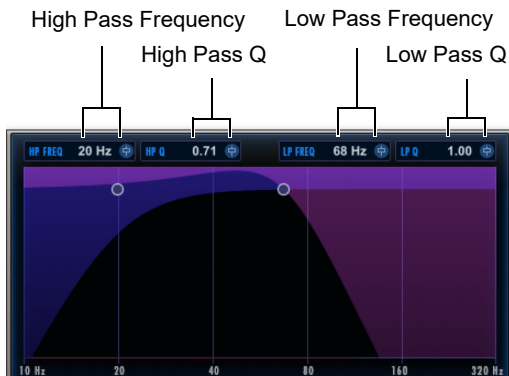 High Pass Frequency
Low Pass Frequency
High Pass Q
Low Pass Q
HP FREQ 20 Hz HP Q 0.71 LP FREQ 68 Hz LP Q 1.00
10 Hz 20 40 80 160 320 Hz